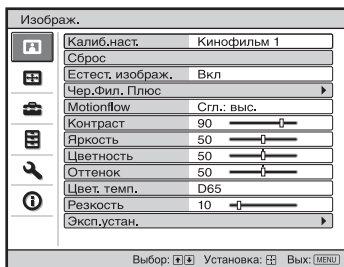 Изображ.
Калиб.наст. Кинофильм 1
Сброс
Естест. изображ. Вкл
Чер.Фил. Плюс
Motionflow Сгл.: выс.
Контраст 90
Яркость 50
Цветность 50
Оттенок 50
Цвет. темп. D65
Резкость 10
Эксп.устан.
Выбор: Установка: Вых: MENU